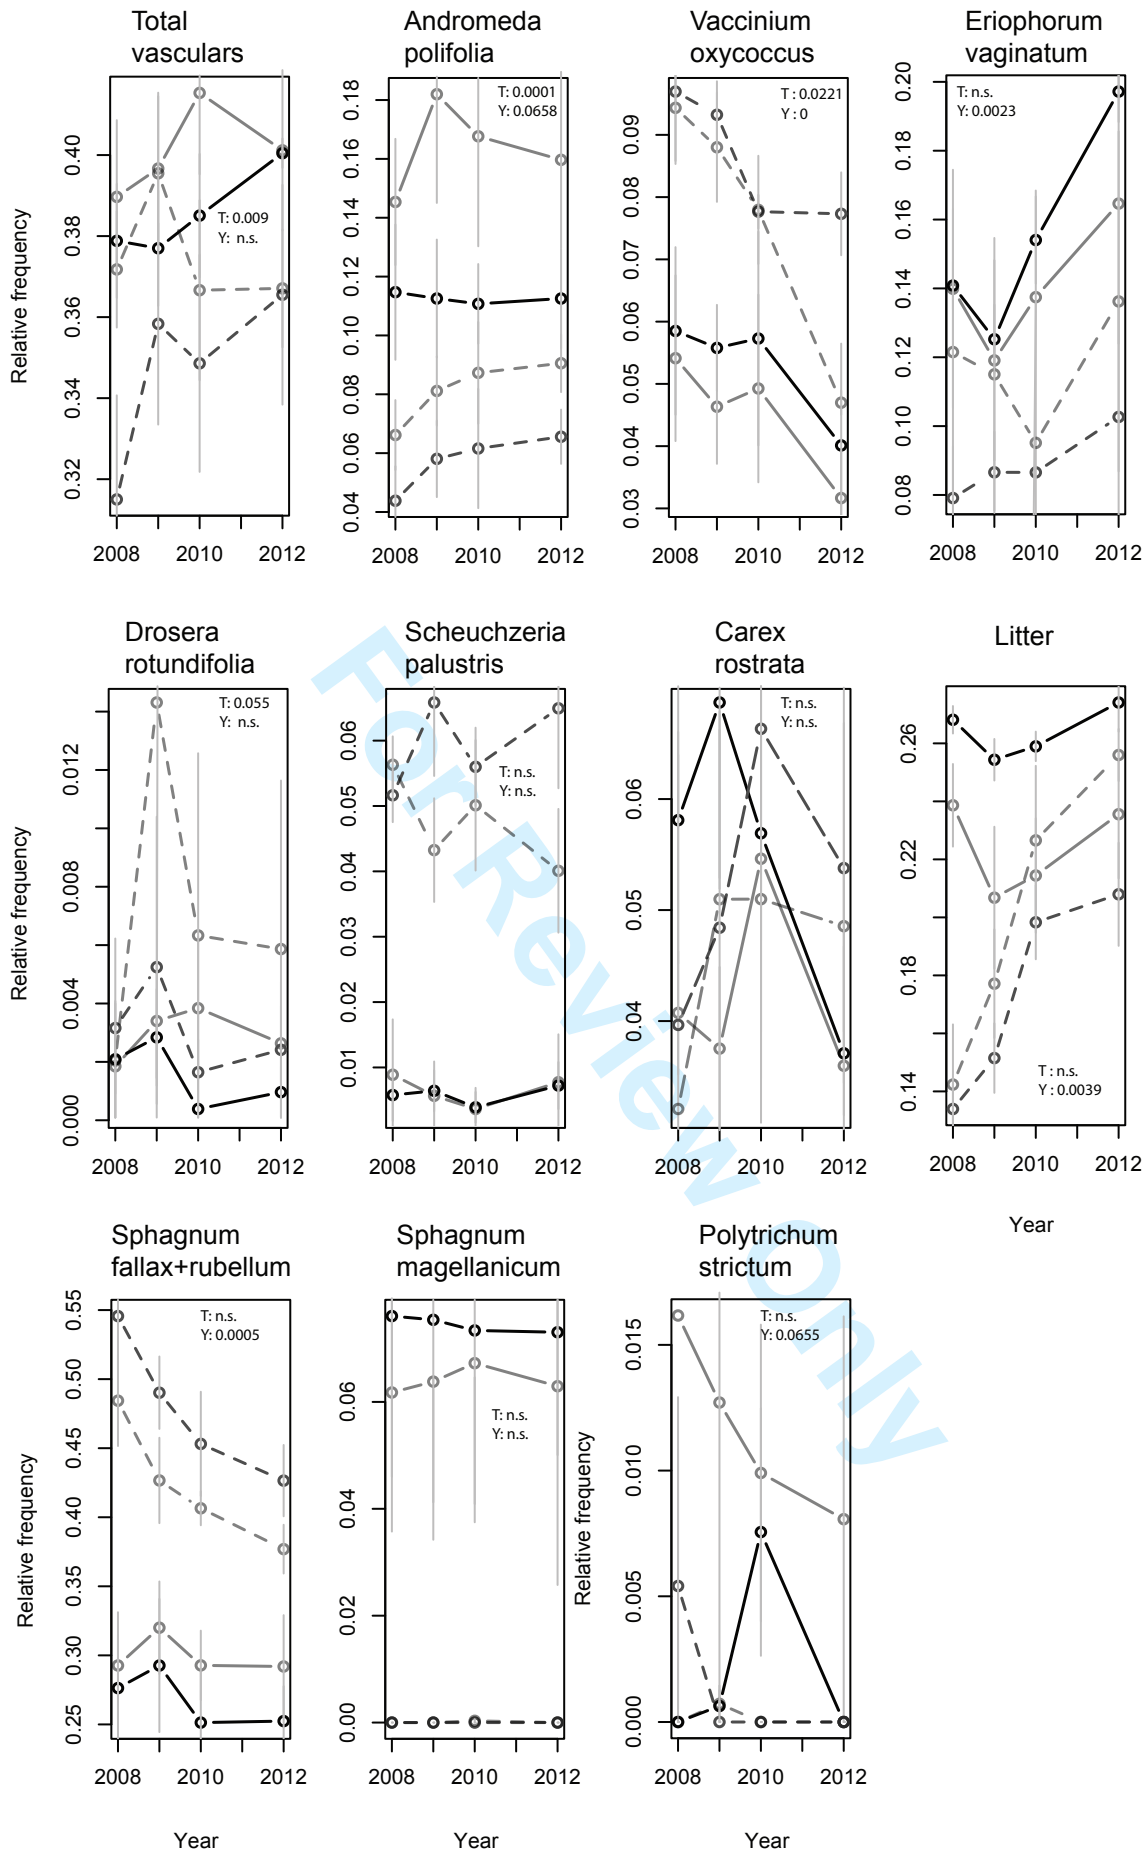 Total
vasculars
Andromeda
polifolia
Vaccinium
oxycoccus
Eriophorum
vaginatum
Relative frequency
0.40
0.38
0.36
0.34
0.32
T: 0.009
Y: n.s.
2008
2010
2012
0.18
0.16
0.14
0.12
0.10
0.08
0.06
0.04
T: 0.0001
Y: 0.0658
2008
2010
2012
0.09
0.08
0.07
0.06
0.05
0.04
0.03
T : 0.0221
Y : 0
2008
2010
2012
0.20
0.18
0.16
0.14
0.12
0.10
0.08
T: n.s.
Y: 0.0023
2008
2010
2012
Drosera
rotundifolia
Scheuchzeria
palustris
Carex
rostrata
Litter
Relative frequency
0.012
0.008
0.004
0.000
T: 0.055
Y: n.s.
2008
2010
2012
0.06
0.05
0.04
0.03
0.02
0.01
T: n.s.
Y: n.s.
2008
2010
2012
0.06
0.05
0.04
T: n.s.
Y: n.s.
2008
2010
2012
0.26
0.22
0.18
0.14
T : n.s.
Y : 0.0039
2008
2010
2012
Year
Sphagnum
fallax+rubellum
Sphagnum
magellanicum
Polytrichum
strictum
Relative frequency
0.55
0.50
0.45
0.40
0.35
0.30
0.25
T: n.s.
Y: 0.0005
2008
2010
2012
Year
0.06
0.04
0.02
0.00
T: n.s.
Y: n.s.
2008
2010
2012
Year
Relative frequency
0.015
0.010
0.005
0.000
T: n.s.
Y: 0.0655
2008
2010
2012
Year
For Review Only